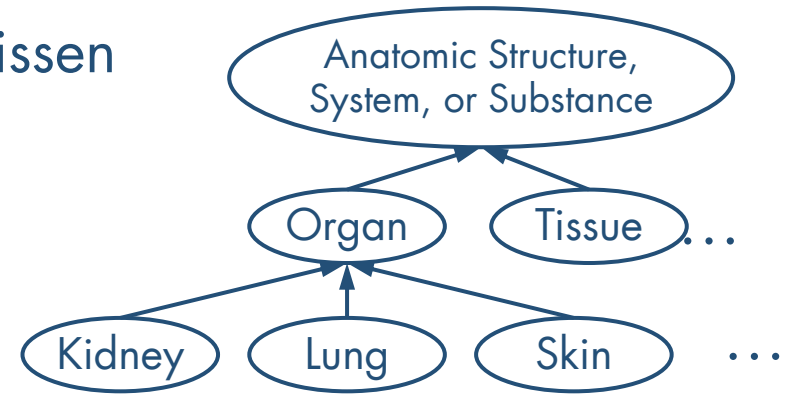 issen
Anatomic Structure,
System, or Substance
Organ
Tissue
...
Kidney
Lung
Skin
...